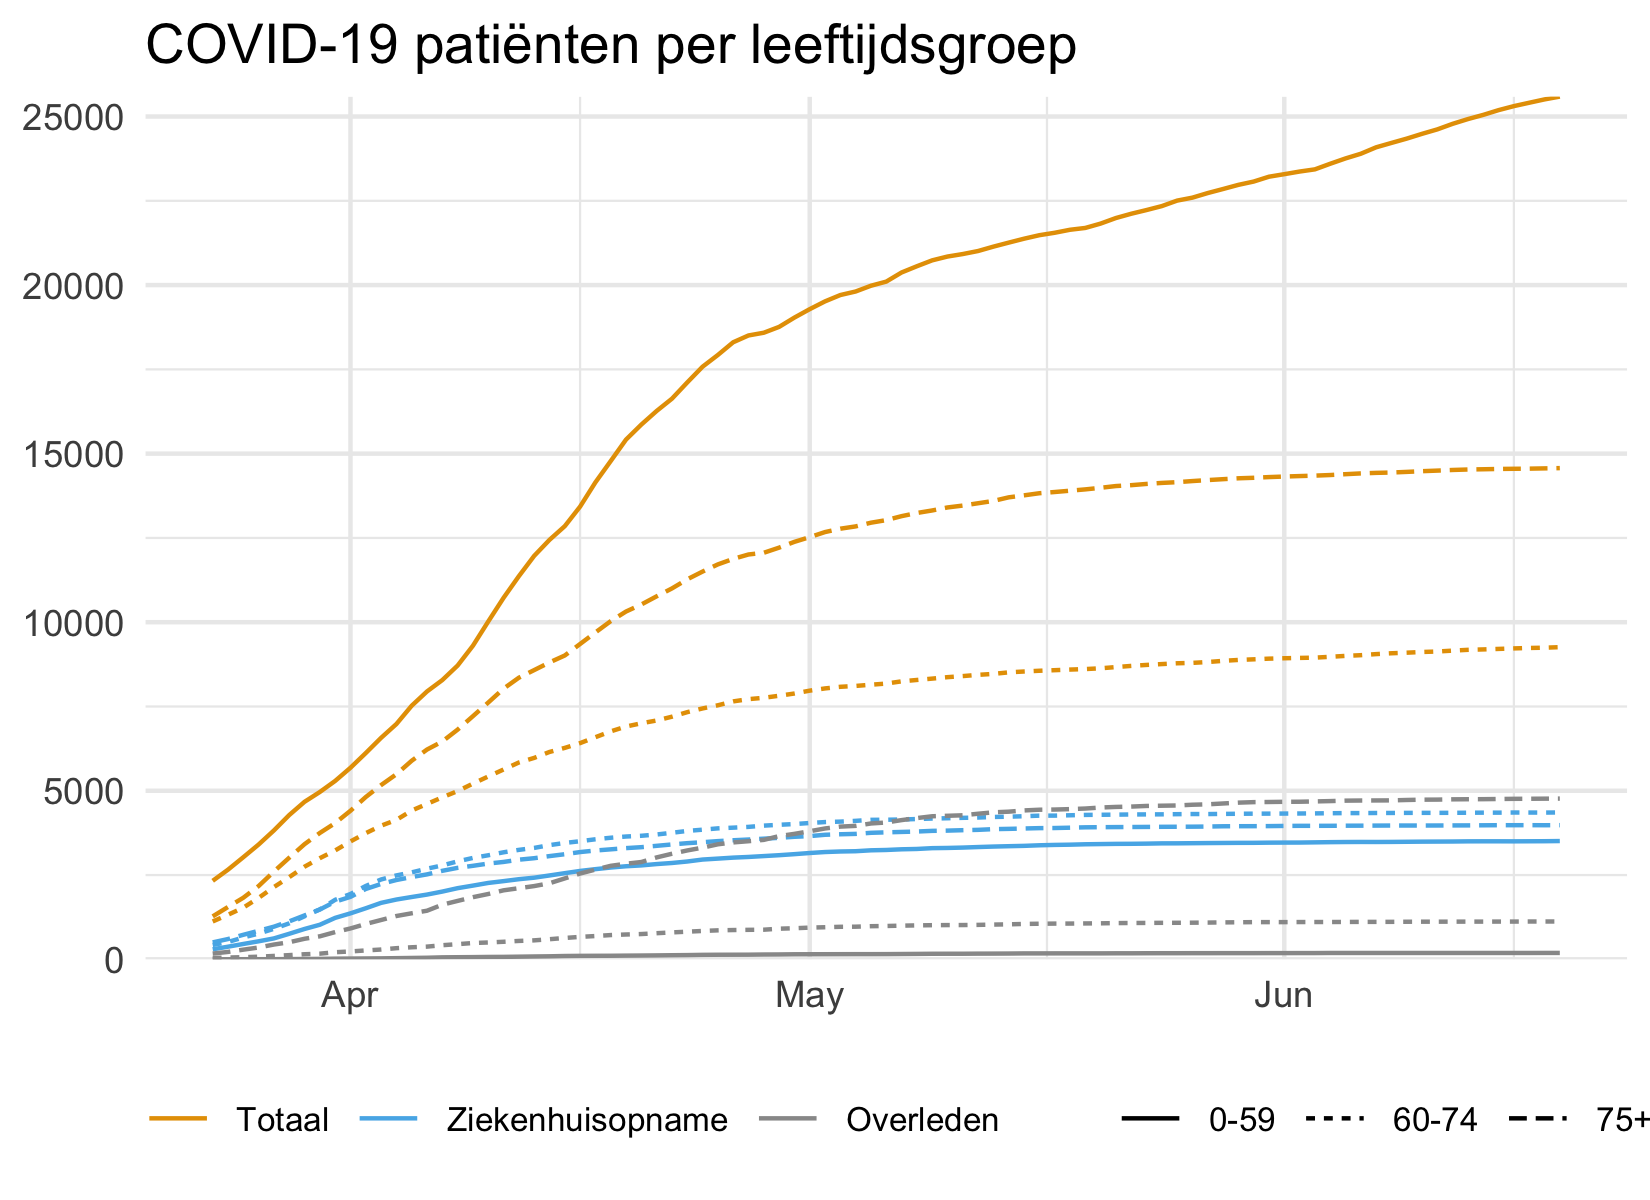 COVID-19 patiënten per leeftijdsgroep
25000
20000
15000
10000
5000
0
Apr May Jun
Totaal Ziekenhuisopname Overleden 0-59 60-74 75+